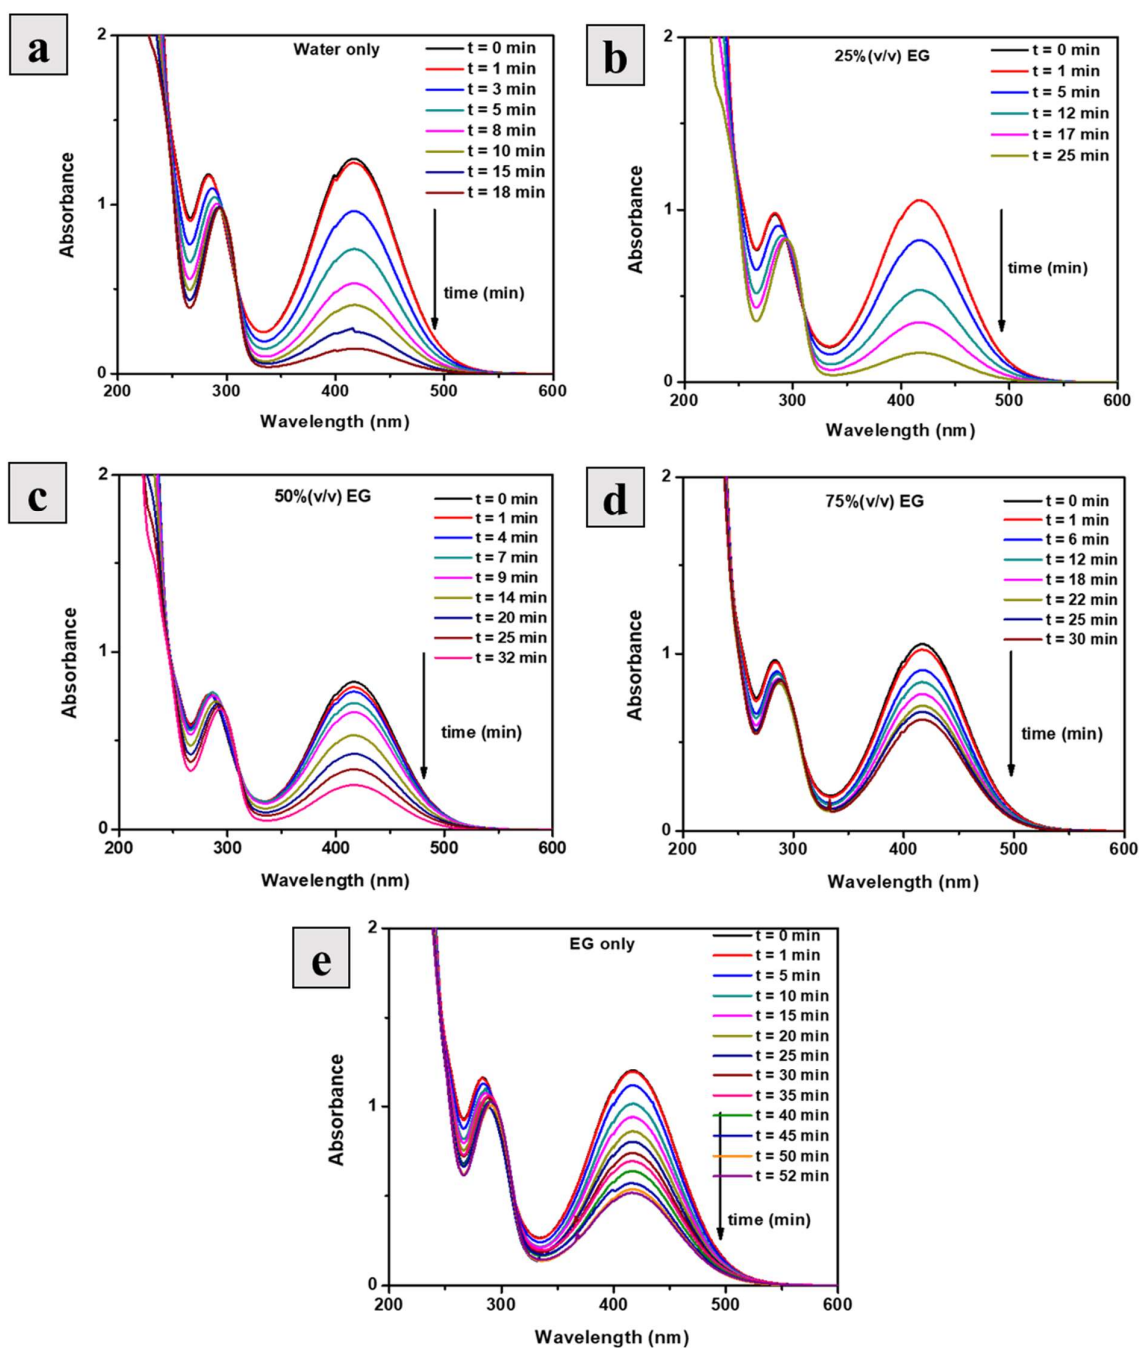 a
Water only
t = 0 min
t = 1 min
t = 3 min
t = 5 min
t = 8 min
t = 10 min
t = 15 min
t = 18 min
time (min)
2
1
0
Absorbance
200 300 400 500 600
Wavelength (nm)
b
25%(v/v) EG
t = 0 min
t = 1 min
t = 5 min
t = 12 min
t = 17 min
t = 25 min
time (min)
2
1
0
Absorbance
200 300 400 500 600
Wavelength (nm)
c
50%(v/v) EG
t = 0 min
t = 1 min
t = 4 min
t = 7 min
t = 9 min
t = 14 min
t = 20 min
t = 25 min
t = 32 min
time (min)
2
1
0
Absorbance
200 300 400 500 600
Wavelength (nm)
d
75%(v/v) EG
t = 0 min
t = 1 min
t = 6 min
t = 12 min
t = 18 min
t = 22 min
t = 25 min
t = 30 min
time (min)
2
1
0
Absorbance
200 300 400 500 600
Wavelength (nm)
e
EG only
t = 0 min
t = 1 min
t = 5 min
t = 10 min
t = 15 min
t = 20 min
t = 25 min
t = 30 min
t = 35 min
t = 40 min
t = 45 min
t = 50 min
t = 52 min
time (min)
2
1
0
Absorbance
200 300 400 500 600
Wavelength (nm)